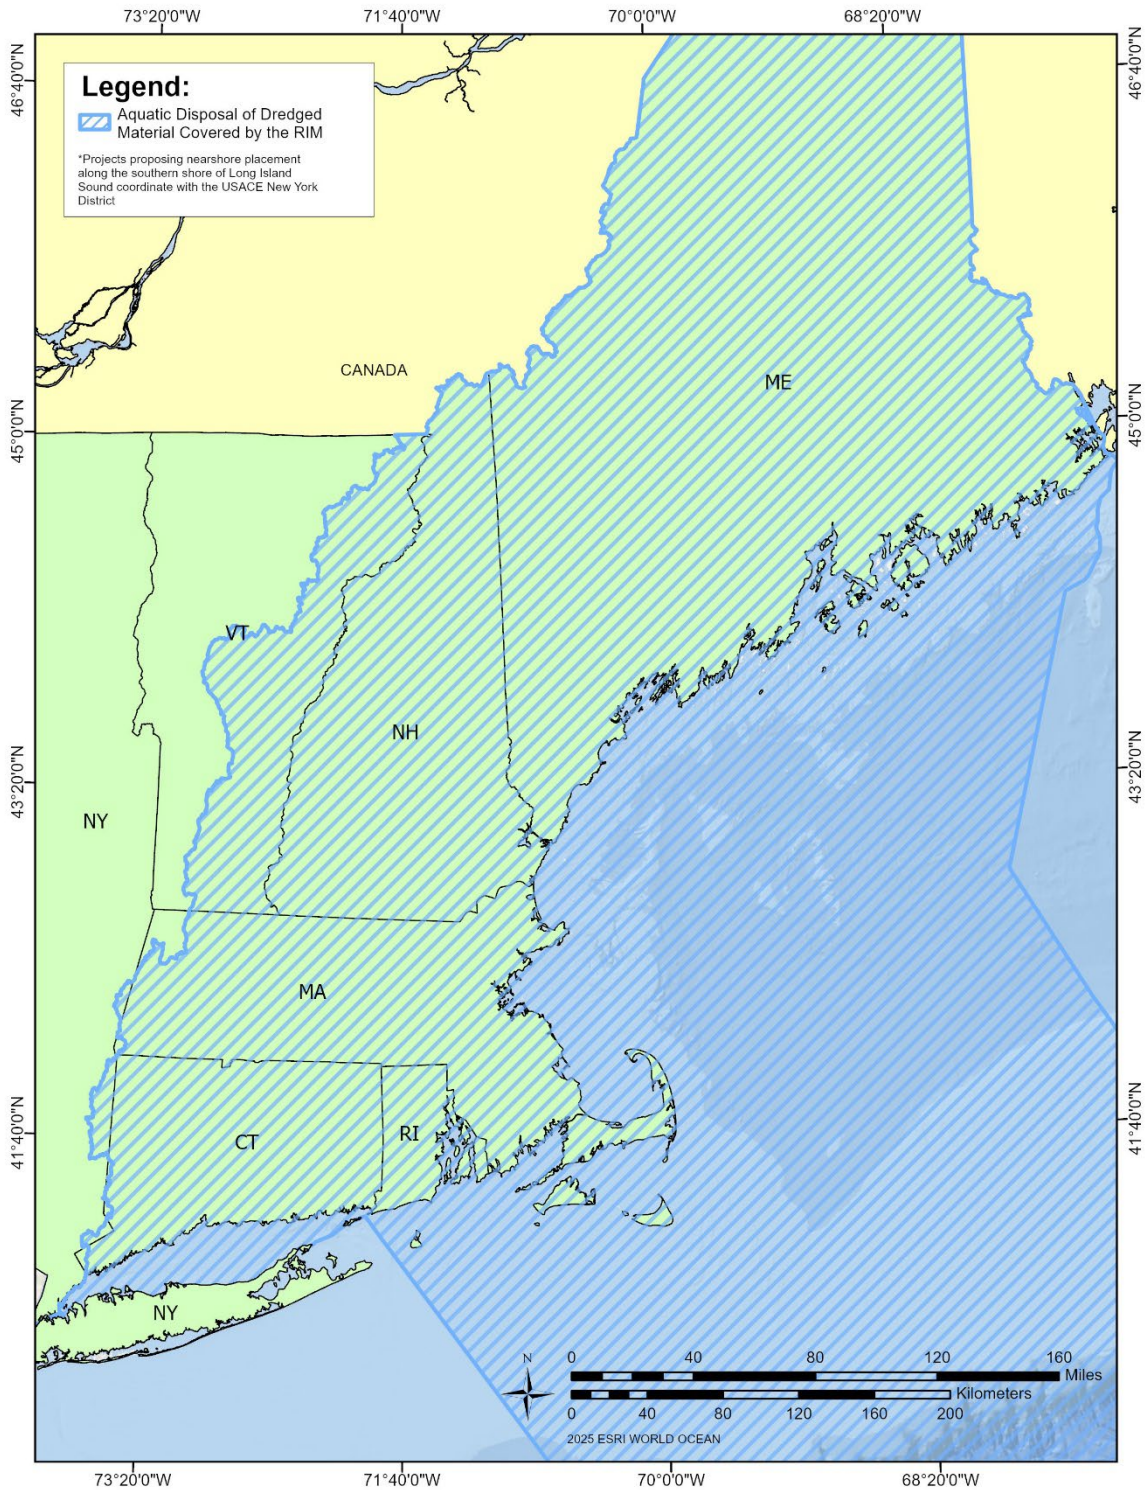 73°20'0"W 71°40'0"W 70°0'0"W 68°20'0"W
46°40'0"N
46°40'0"N
Legend:
Aquatic Disposal of Dredged
Material Covered by the RIM
*Projects proposing nearshore placement
along the southern shore of Long Island
Sound coordinate with the USACE New York
District
CANADA
ME
45°0'0"N
45°0'0"N
VT
NH
43°20'0"N
43°20'0"N
NY
MA
41°40'0"N
41°40'0"N
CT
RI
NY
N
0 40 80 120 160
Miles
Kilometers
0 40 80 120 160 200
2025 ESRI WORLD OCEAN
73°20'0"W 71°40'0"W 70°0'0"W 68°20'0"W